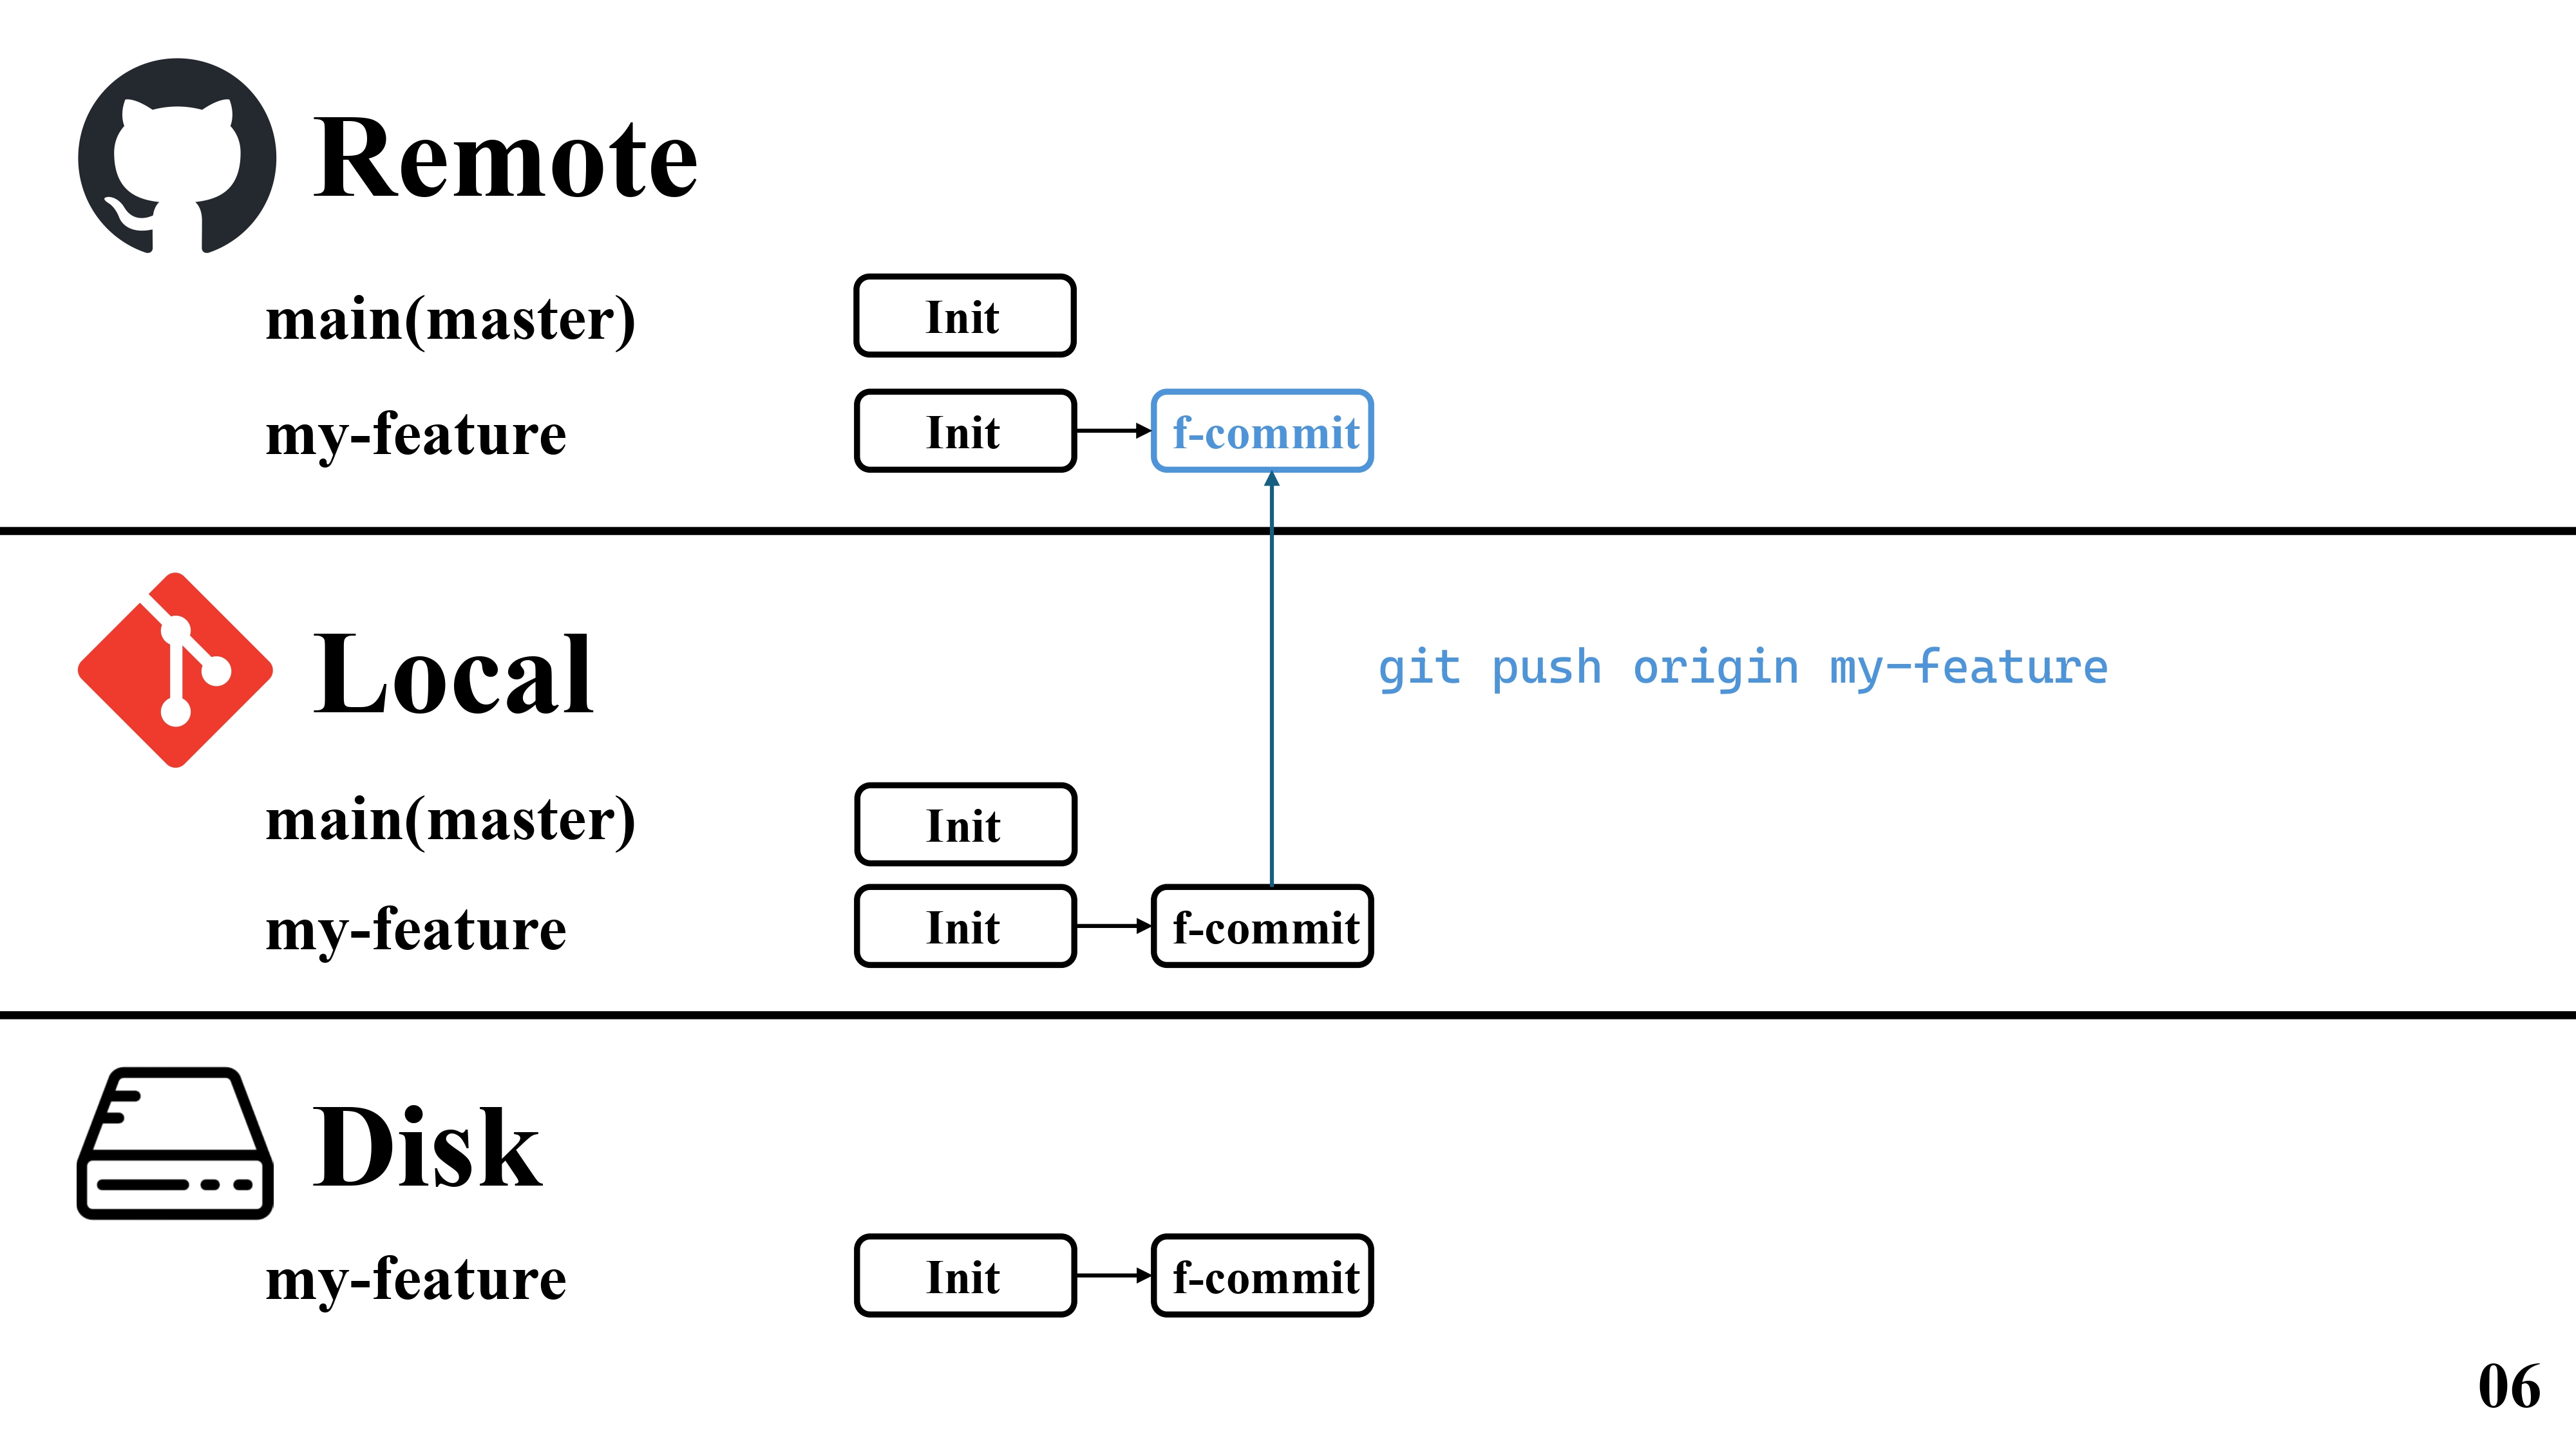 Remote
main(master)
Init
my-feature
Init
f-commit
Local
git push origin my-feature
main(master)
Init
my-feature
Init
f-commit
Disk
my-feature
Init
f-commit
06